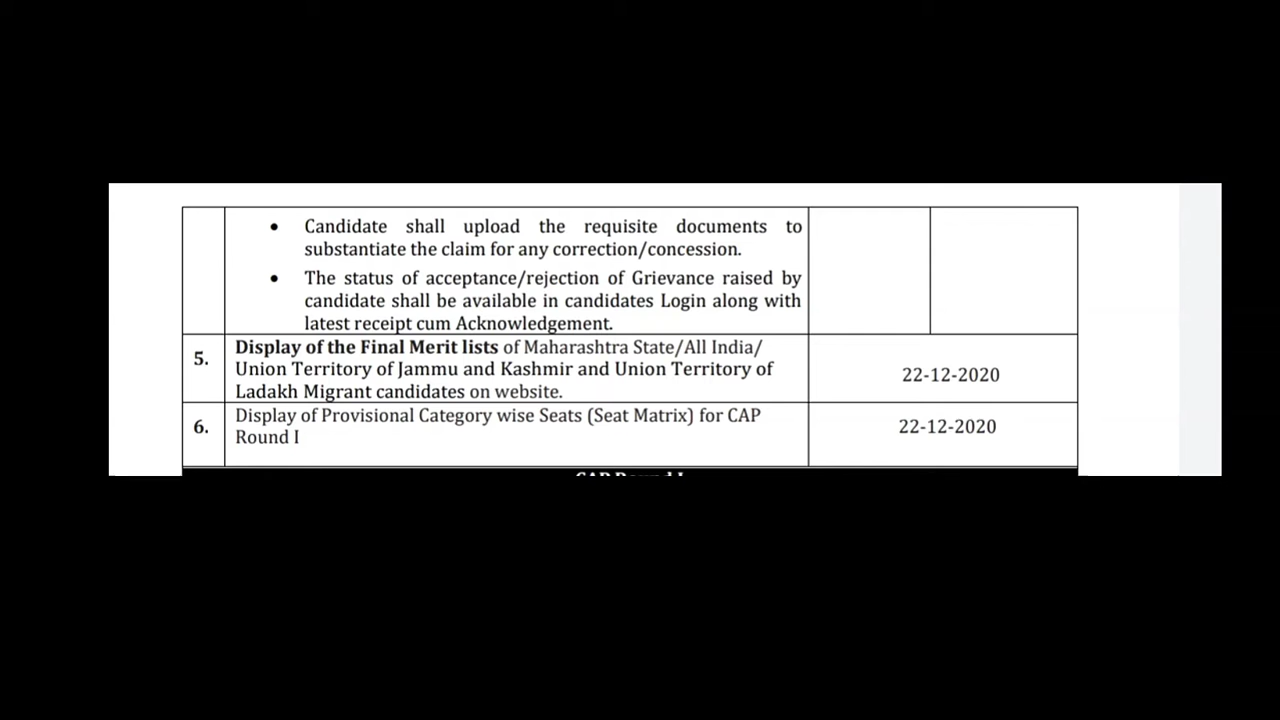 • Candidate shall upload the requisite documents to
substantiate the claim for any correction/concession.
• The status of acceptance/rejection of Grievance raised by
candidate shall be available in candidates Login along with
latest receipt cum Acknowledgement.
5. Display of the Final Merit lists of Maharashtra State/All India/
Union Territory of Jammu and Kashmir and Union Territory of
Ladakh Migrant candidates on website.
22-12-2020
6. Display of Provisional Category wise Seats (Seat Matrix) for CAP
Round I
22-12-2020
CAP Round I